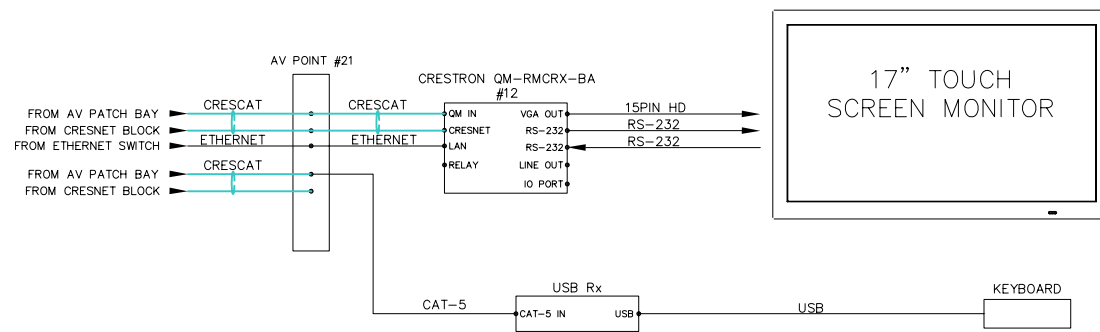 AV POINT #21
CRESTRON QM-RMCRX-BA
#12
17" TOUCH
SCREEN MONITOR
FROM AV PATCH BAY
CRESCAT
CRESCAT
QM IN
VGA OUT
15PIN HD
FROM CRESNET BLOCK
CRESNET
RS-232
RS-232
FROM ETHERNET SWITCH
ETHERNET
ETHERNET
LAN
RS-232
RS-232
RELAY
LINE OUT
IO PORT
FROM AV PATCH BAY
CRESCAT
FROM CRESNET BLOCK
CAT-5
USB Rx
CAT-5 IN
USB
USB
KEYBOARD